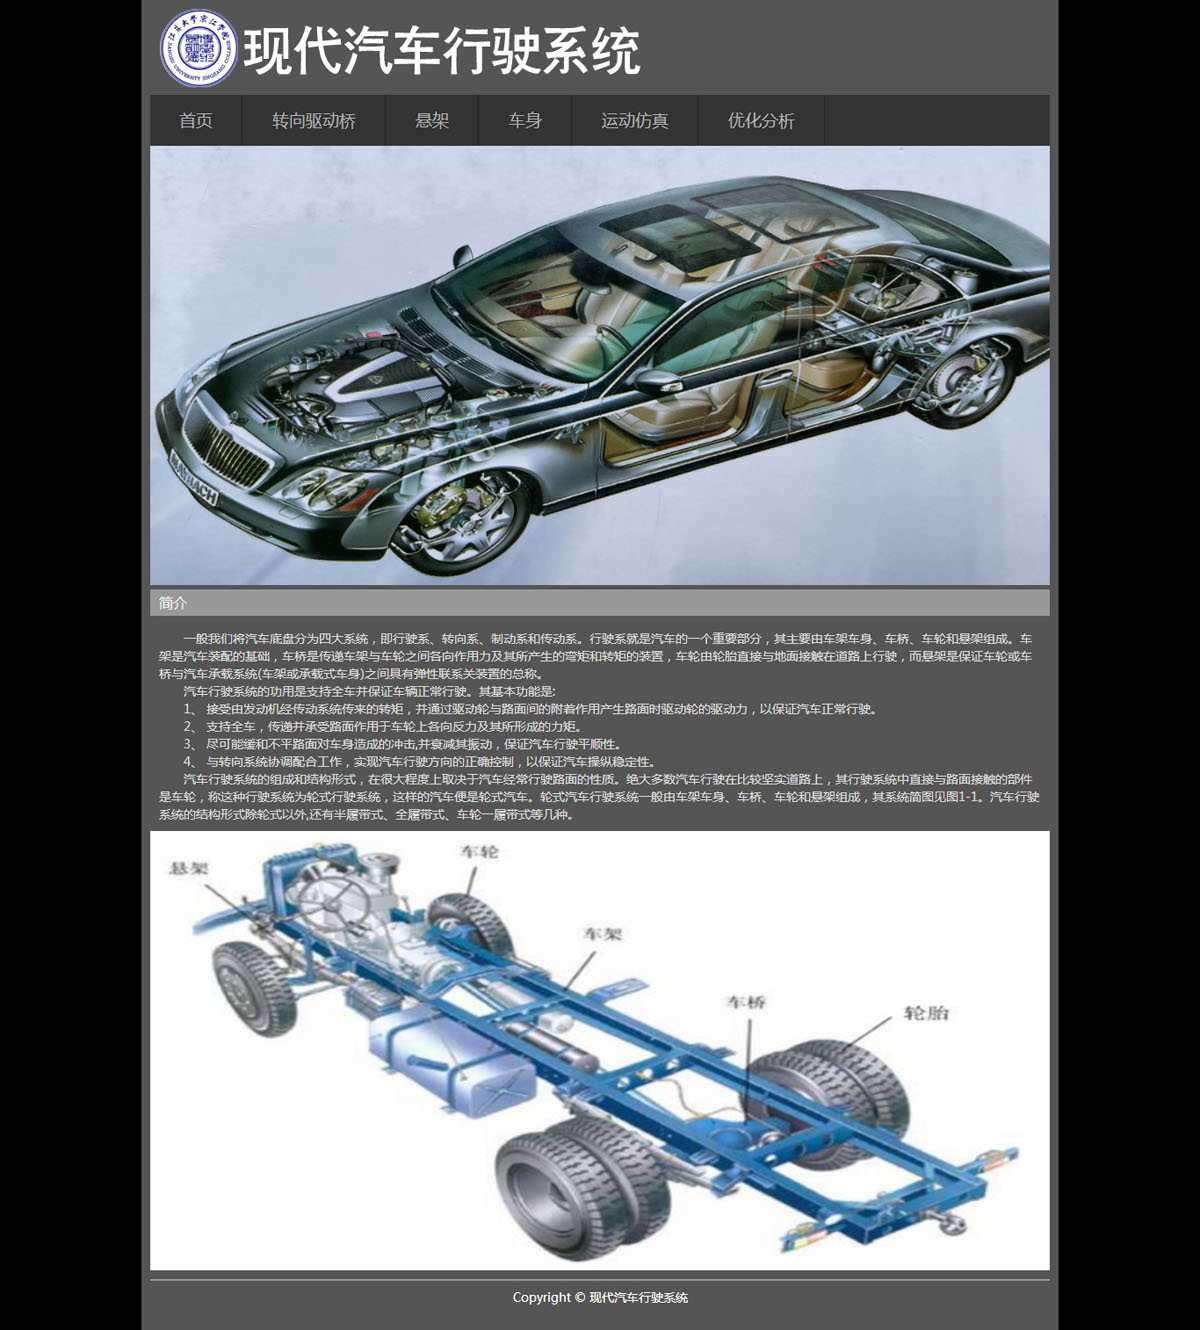 江苏大学京江学院
JIANGSU UNIVERSITY JINGJIANG COLLEGE
现代汽车行驶系统
首页 转向驱动桥 悬架 车身 运动仿真 优化分析
MAYBACH
简介
一般我们将汽车底盘分为四大系统，即行驶系、转向系、制动系和传动系。行驶系就是汽车的一个重要部分，其主要由车架车身、车桥、车轮和悬架组成。车
架是汽车装配的基础，车桥是传递车架与车轮之间各向作用力及其所产生的弯矩和转矩的装置，车轮由轮胎直接与地面接触在道路上行驶，而悬架是保证车轮或车
桥与汽车承载系统(车架或承载式车身)之间具有弹性联系关装置的总称。
汽车行驶系统的功用是支持全车并保证车辆正常行驶。其基本功能是:
1、 接受由发动机经传动系统传来的转矩，并通过驱动轮与路面间的附着作用产生路面时驱动轮的驱动力，以保证汽车正常行驶。
2、 支持全车，传递并承受路面作用于车轮上各向反力及其所形成的力矩。
3、 尽可能缓和不平路面对车身造成的冲击,并衰减其振动，保证汽车行驶平顺性。
4、 与转向系统协调配合工作，实现汽车行驶方向的正确控制，以保证汽车操纵稳定性。
汽车行驶系统的组成和结构形式，在很大程度上取决于汽车经常行驶路面的性质。绝大多数汽车行驶在比较坚实道路上，其行驶系统中直接与路面接触的部件
是车轮，称这种行驶系统为轮式行驶系统，这样的汽车便是轮式汽车。轮式汽车行驶系统一般由车架车身、车桥、车轮和悬架组成，其系统简图见图1-1。汽车行驶
系统的结构形式除轮式以外,还有半履带式、全履带式、车轮一履带式等几种。
车轮
悬架
车架
车桥
轮胎
Copyright © 现代汽车行驶系统